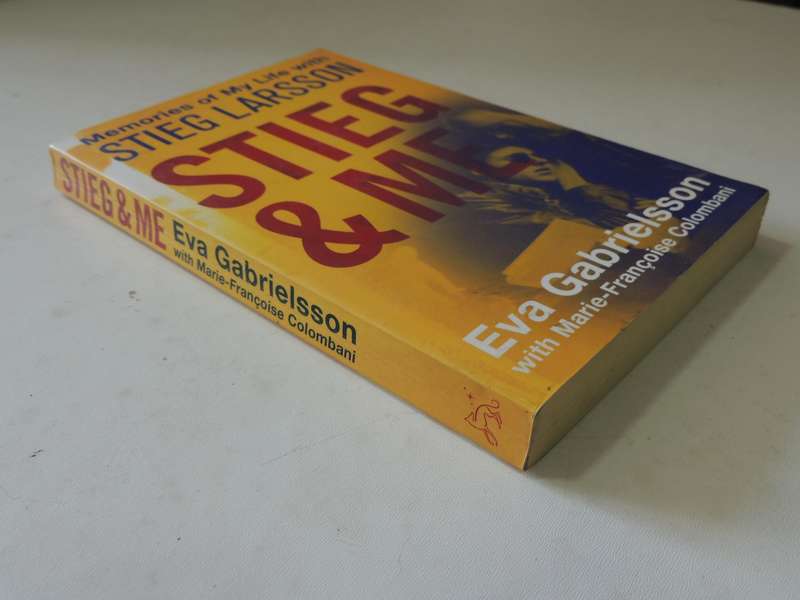 Memories of My Life with
STIEG LARSSON
STIEG
& ME
Eva Gabrielsson
with Marie-Françoise Colombani
STIEG & ME
Eva Gabrielsson
with Marie-Françoise Colombani